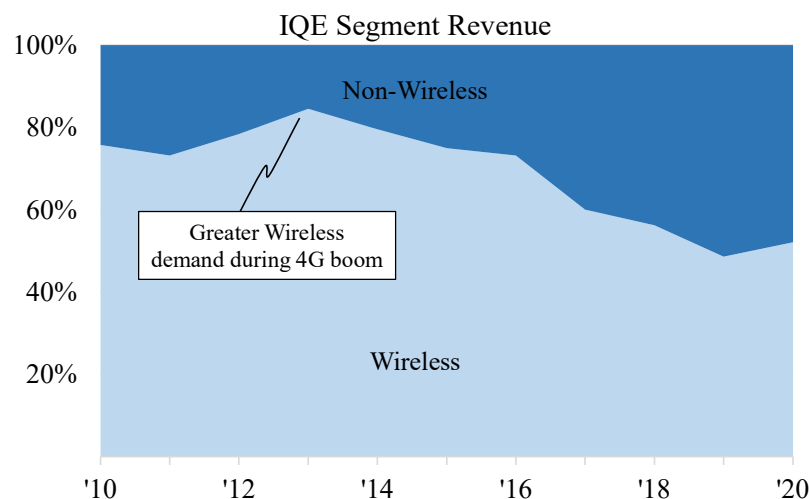 IQE Segment Revenue
100%
80%
60%
40%
20%
Non-Wireless
Greater Wireless
demand during 4G boom
Wireless
'10 '12 '14 '16 '18 '20